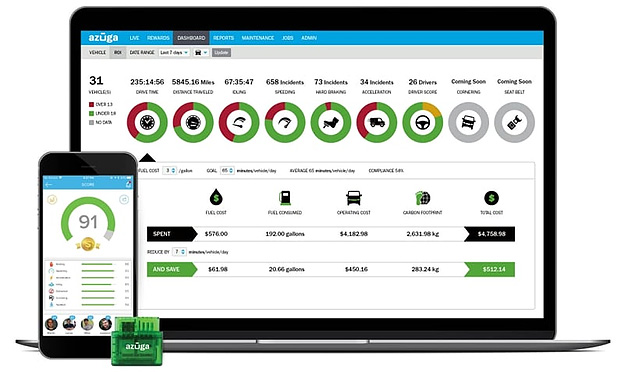 azuga LIVE REWARDS DASHBOARD REPORTS MAINTENANCE JOBS ADMIN
VEHICLE ROI DATE RANGE Last 7 days Update
31 235:14:56 5845.16 Miles 67:35:47 658 Incidents 73 Incidents 34 Incidents 26 Drivers Coming Soon Coming Soon
VEHICLE(S) DRIVE TIME DISTANCE TRAVELED IDLING SPEEDING HARD BRAKING ACCELERATION DRIVER SCORE CORNERING SEAT BELT
OVER 13
UNDER 18
NO DATA
FUEL COST 3 /gallon GOAL 65 minutes/vehicle/day AVERAGE 65 minutes/vehicle/day COMPLIANCE 54%
FUEL COST FUEL CONSUMED OPERATING COST CARBON FOOTPRINT TOTAL COST
SPENT $576.00 192.00 gallons $4,182.98 2,631.98 kg $4,758.98
REDUCE BY 7 minutes/vehicle/day
AND SAVE $61.98 20.66 gallons $450.16 283.24 kg $512.14
SCORE
91
azuga